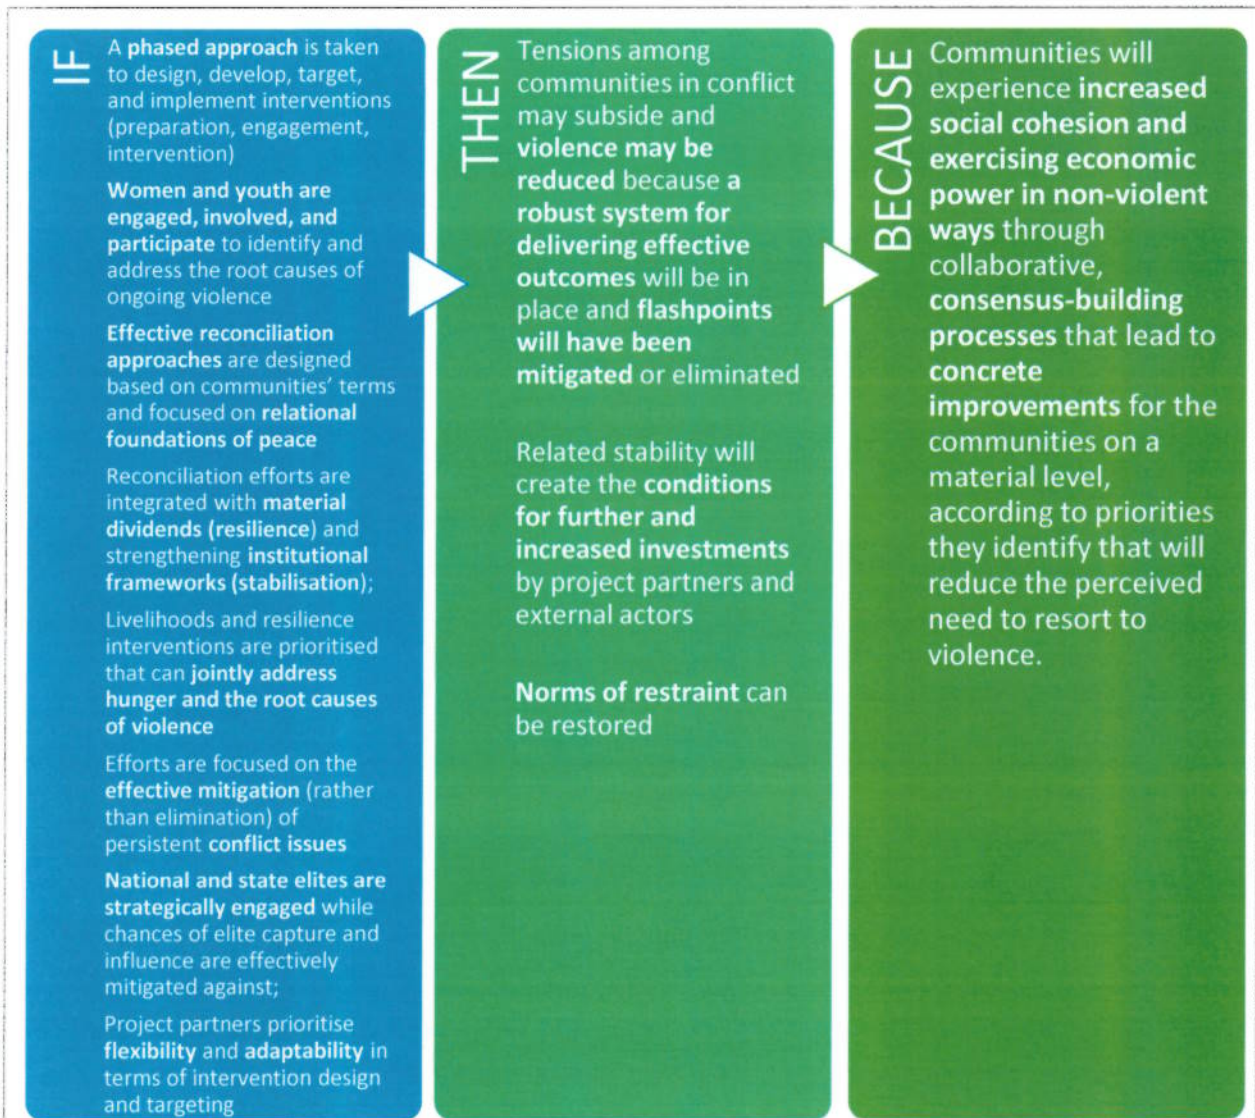 IF
A phased approach is taken
to design, develop, target,
and implement interventions
(preparation, engagement,
intervention)
Women and youth are
engaged, involved, and
participate to identify and
address the root causes of
ongoing violence
Effective reconciliation
approaches are designed
based on communities' terms
and focused on relational
foundations of peace
Reconciliation efforts are
integrated with material
dividends (resilience) and
strengthening institutional
frameworks (stabilisation);
Livelihoods and resilience
interventions are prioritised
that can jointly address
hunger and the root causes
of violence
Efforts are focused on the
effective mitigation (rather
than elimination) of
persistent conflict issues
National and state elites are
strategically engaged while
chances of elite capture and
influence are effectively
mitigated against;
Project partners prioritise
flexibility and adaptability in
terms of intervention design
and targeting
THEN
Tensions among
communities in conflict
may subside and
violence may be
reduced because a
robust system for
delivering effective
outcomes will be in
place and flashpoints
will have been
mitigated or eliminated
Related stability will
create the conditions
for further and
increased investments
by project partners and
external actors
Norms of restraint can
be restored
BECAUSE
Communities will
experience increased
social cohesion and
exercising economic
power in non-violent
ways through
collaborative,
consensus-building
processes that lead to
concrete
improvements for the
communities on a
material level,
according to priorities
they identify that will
reduce the perceived
need to resort to
violence.